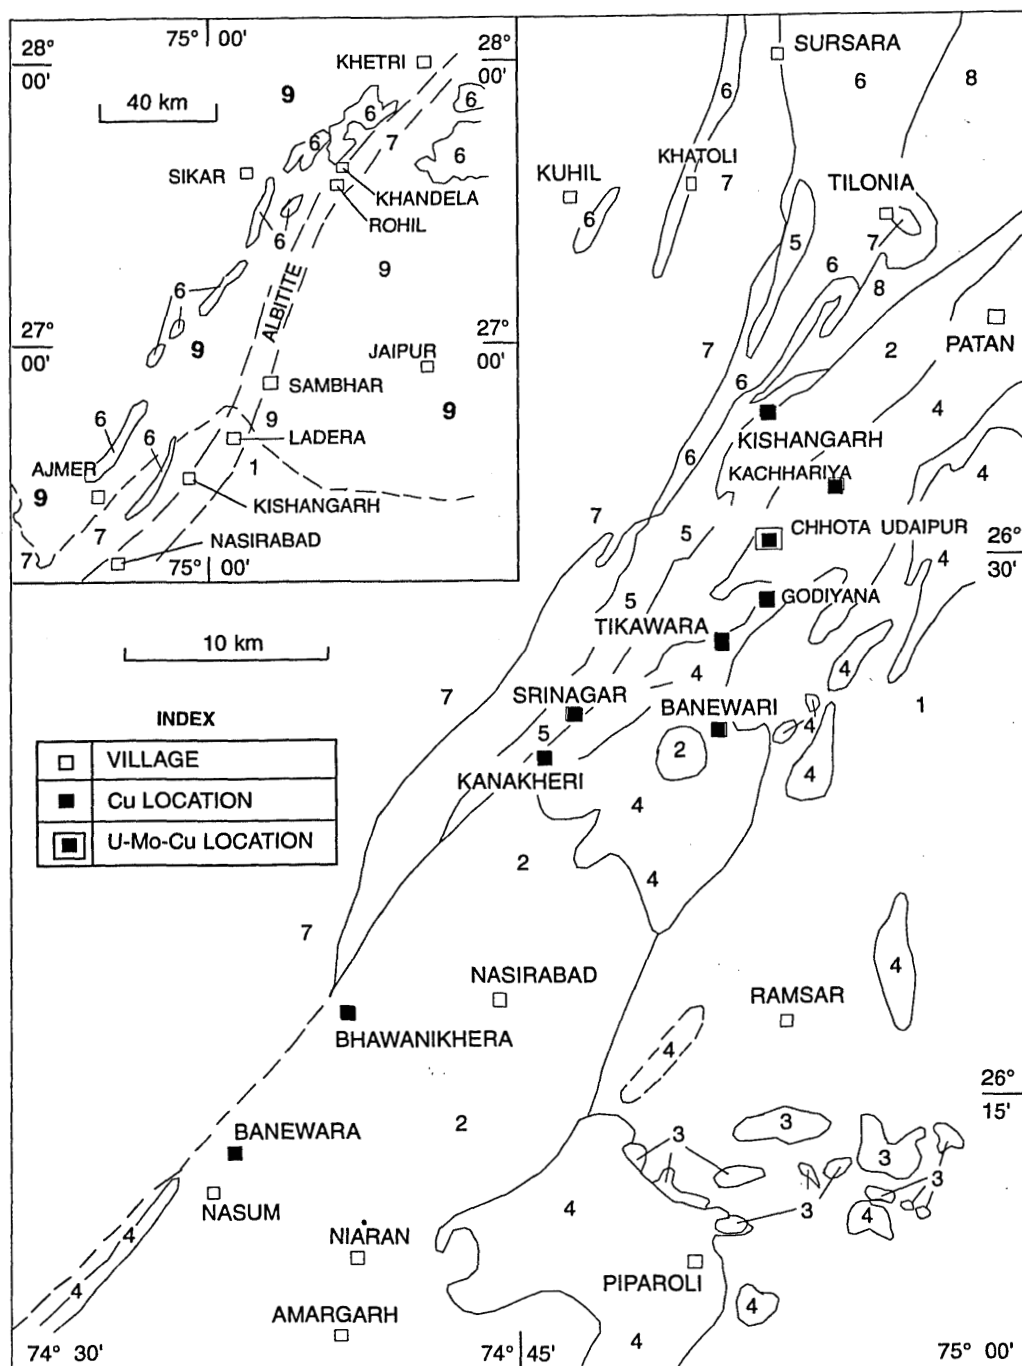 75° 00'
28°
00'
KHETRI
28°
00'
40 km
9
6
6
6
7
6
SIKAR
KHANDELA
ROHIL
6
9
6
ALBITITE
27°
00'
9
27°
00'
JAIPUR
SAMBHAR
9
9
6
6
LADERA
AJMER
1
9
KISHANGARH
7
NASIRABAD
7
75° 00'
SURSARA
6
8
6
KHATOLI
7
KUHIL
TILONIA
6
5
7
6
8
PATAN
7
2
6
4
KISHANGARH
6
KACHHARIYA
4
7
5
CHHOTA UDAIPUR
26°
30'
4
5
GODIYANA
TIKAWARA
4
4
10 km
7
SRINAGAR
BANEWARI
1
4
5
2
KANAKHERI
4
4
INDEX
VILLAGE
Cu LOCATION
U-Mo-Cu LOCATION
2
4
7
NASIRABAD
4
RAMSAR
BHAWANIKHERA
4
26°
15'
2
3
3
BANEWARA
3
3
NASUM
4
3
4
4
NIARAN
4
PIPAROLI
AMARGARH
4
4
74° 30'
74° 45'
75° 00'